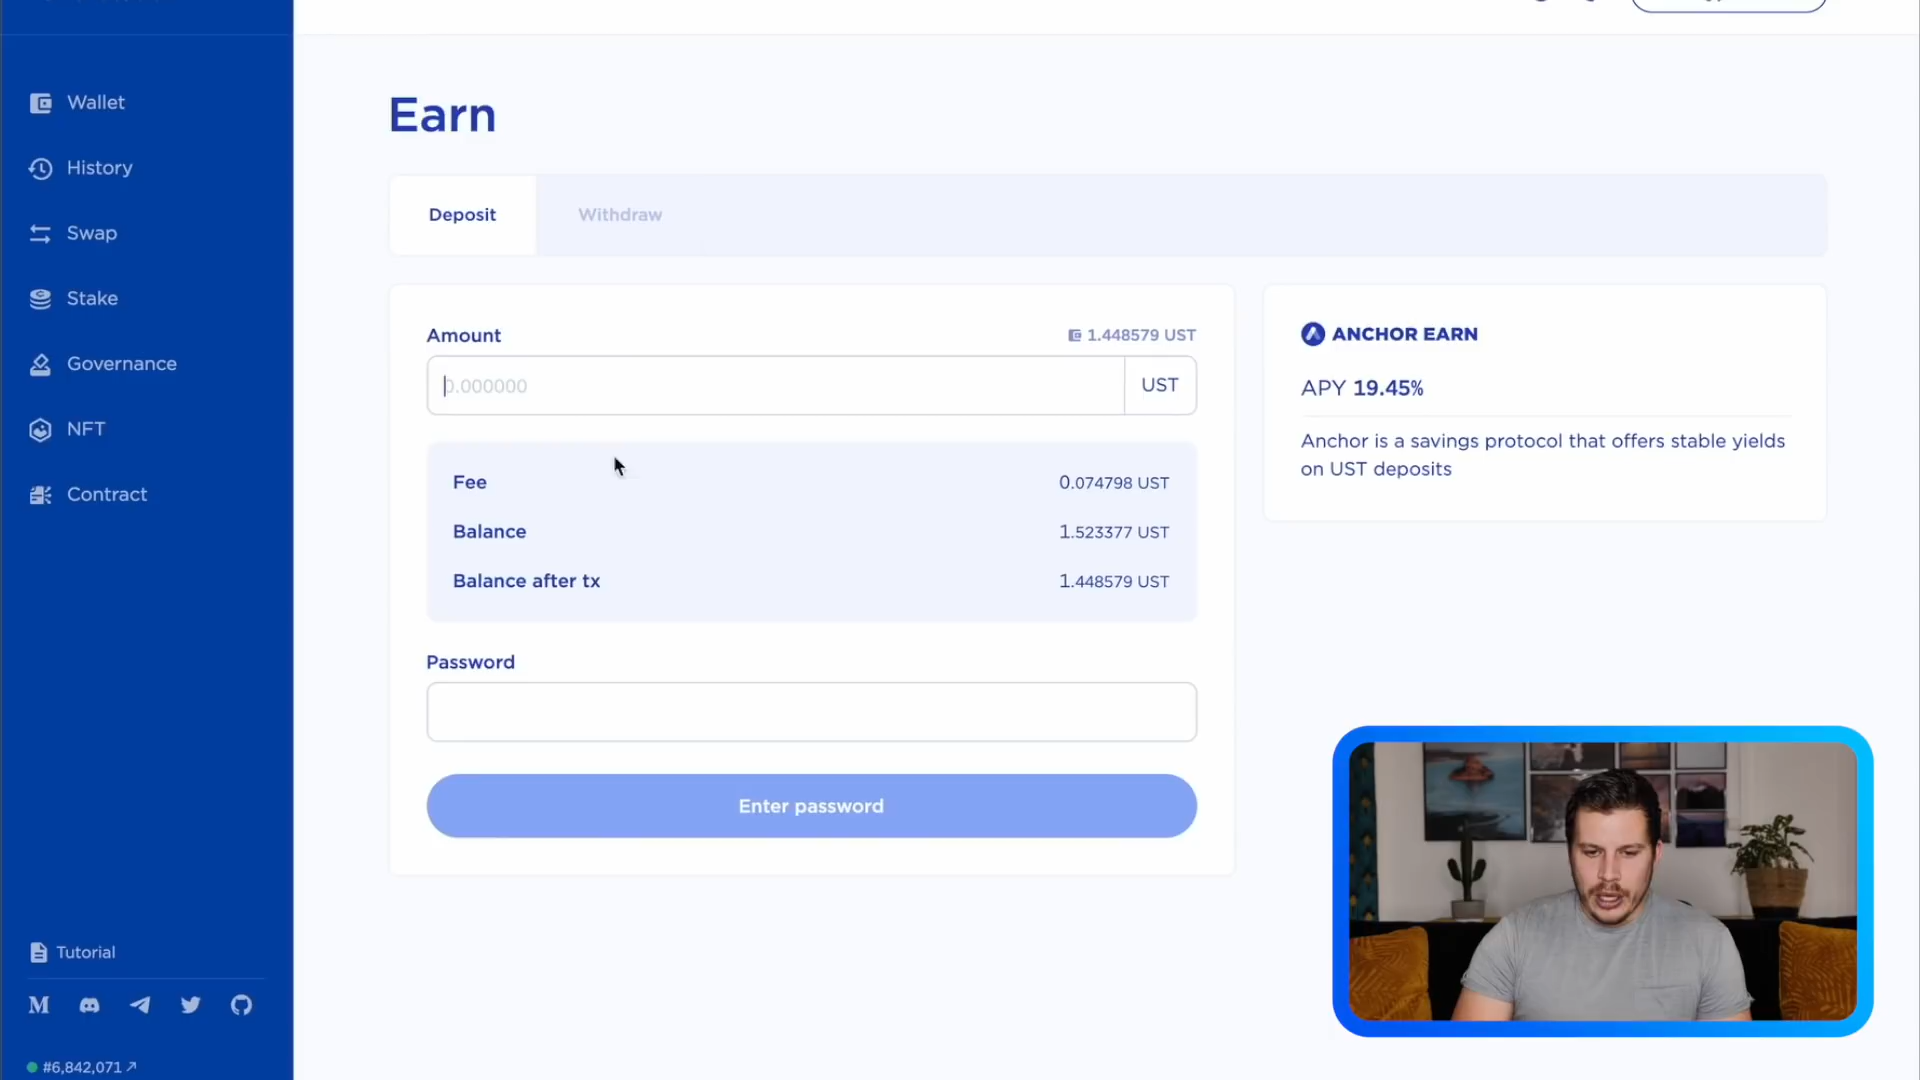 Wallet
History
Swap
Stake
Governance
NFT
Contract
Tutorial
#6,842,071
Earn
Deposit
Withdraw
Amount
1.448579 UST
0.000000
UST
Fee
0.074798 UST
Balance
1.523377 UST
Balance after tx
1.448579 UST
Password
Enter password
ANCHOR EARN
APY 19.45%
Anchor is a savings protocol that offers stable yields
on UST deposits